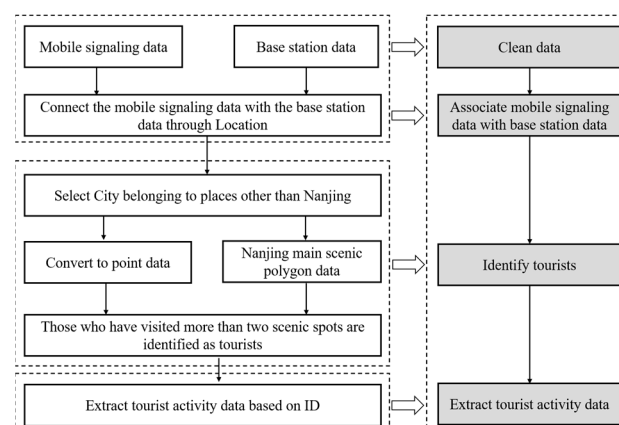 Mobile signaling data
Base station data
Clean data
Connect the mobile signaling data with the base station
data through Location
Associate mobile signaling
data with base station data
Select City belonging to places other than Nanjing
Convert to point data
Nanjing main scenic
polygon data
Identify tourists
Those who have visited more than two scenic spots are
identified as tourists
Extract tourist activity data based on ID
Extract tourist activity data